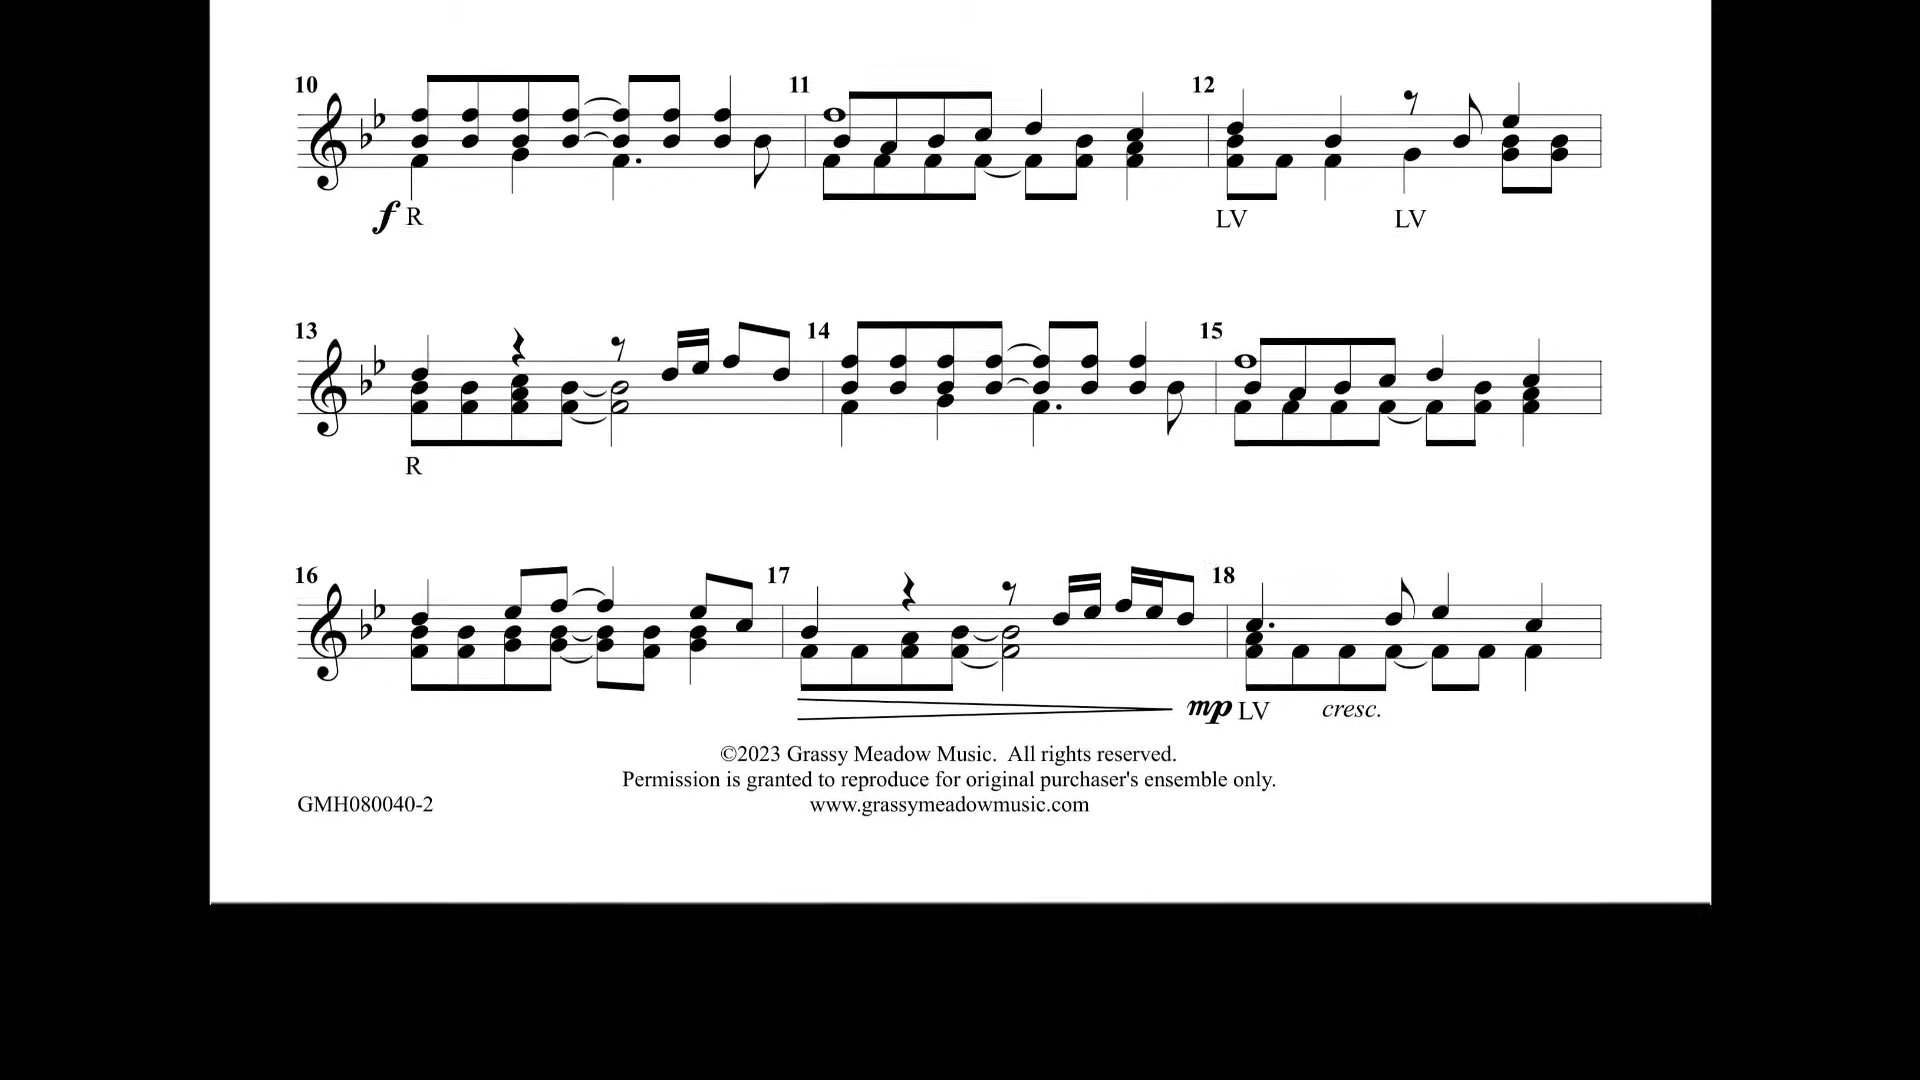 10 11 12
f R LV LV
13 14 15
R
16 17 18
mp LV cresc.
©2023 Grassy Meadow Music.  All rights reserved.
Permission is granted to reproduce for original purchaser's ensemble only.
GMH080040-2 www.grassymeadowmusic.com